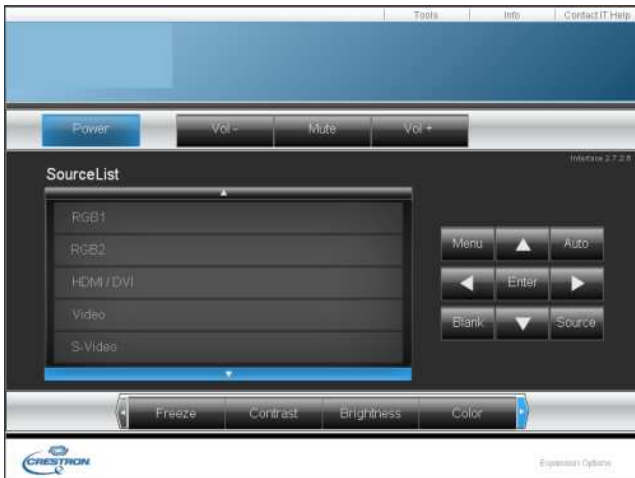 Tools Info Contact IT Help
Power Vol - Mute Vol +
Interface 2.7.2.8
SourceList
RGB1
RGB2
HDMI / DVI
Video
S-Video
Menu Auto
Enter
Blank Source
Freeze Contrast Brightness Color
CRESTRON
Expansion Options